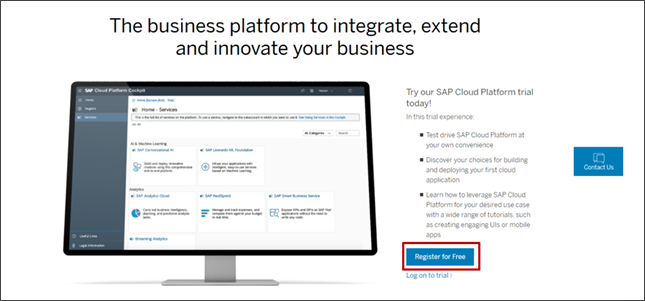 The business platform to integrate, extend
and innovate your business
SAP Cloud Platform Cockpit
Home
Regions
Services
Home - Services
All Categories
Search
AI & Machine Learning
SAP Conversational AI
SAP Leonardo ML Foundation
Analytics
SAP Analytics Cloud
SAP RealSpend
SAP Smart Business Service
Streaming Analytics
Useful Links
Legal Information
Try our SAP Cloud Platform trial
today!
In this trial experience:
Test drive SAP Cloud Platform at
your own convenience
Discover your choices for building
and deploying your first cloud
application
Learn how to leverage SAP Cloud
Platform for your desired use case
with a wide range of tutorials, such
as creating engaging UIs or mobile
apps
Register for Free
Log on to trial
Contact Us